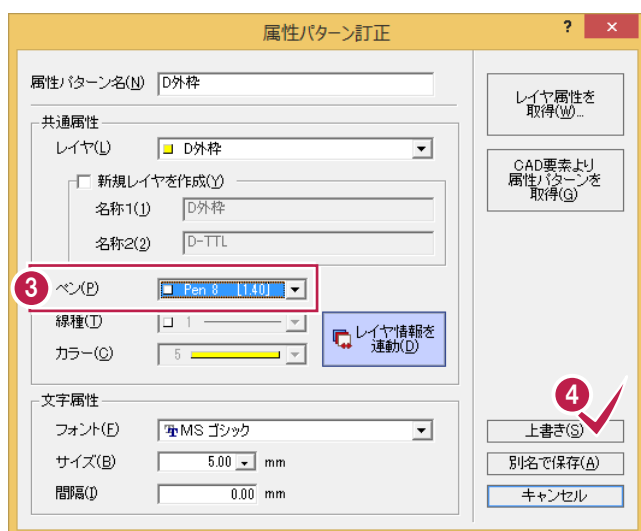 属性パターン訂正 ? ×
属性パターン名(N) D外枠
レイヤ属性を
取得(W)...
共通属性
レイヤ(L) D外枠
CAD要素より
属性パターンを
取得(G)
新規レイヤを作成(Y)
名称1(1) D外枠
名称2(2) D-TTL
3 ペン(P) Pen 8 [1.40]
線種(T) 1
カラー(C) 5
レイヤ情報を
連動(D)
文字属性
フォント(F) MS ゴシック
サイズ(B) 5.00 mm
間隔(I) 0.00 mm
4
上書き(S)
別名で保存(A)
キャンセル